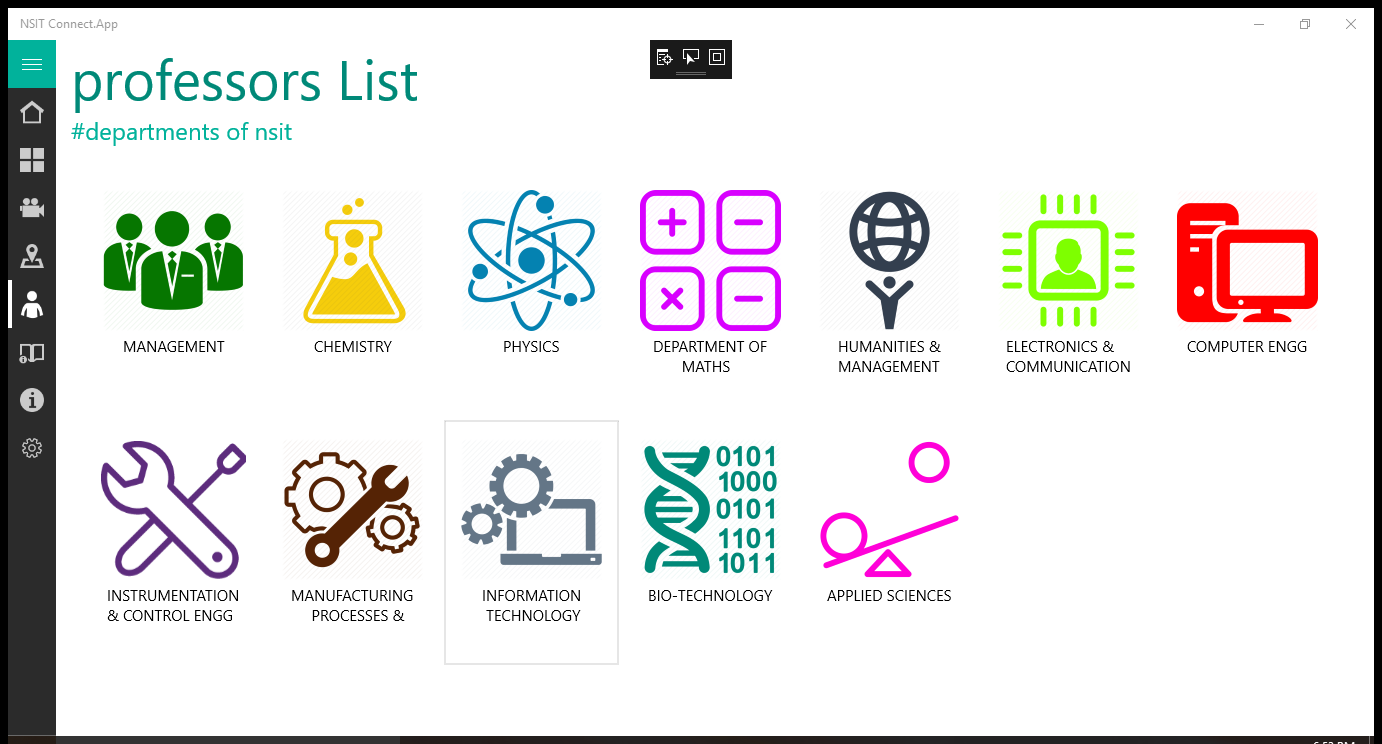 NSIT Connect.App
professors List
#departments of nsit
MANAGEMENT
CHEMISTRY
PHYSICS
DEPARTMENT OF
MATHS
HUMANITIES &
MANAGEMENT
ELECTRONICS &
COMMUNICATION
COMPUTER ENGG
0101
1000
0101
1101
1011
INSTRUMENTATION
& CONTROL ENGG
MANUFACTURING
PROCESSES &
INFORMATION
TECHNOLOGY
BIO-TECHNOLOGY
APPLIED SCIENCES